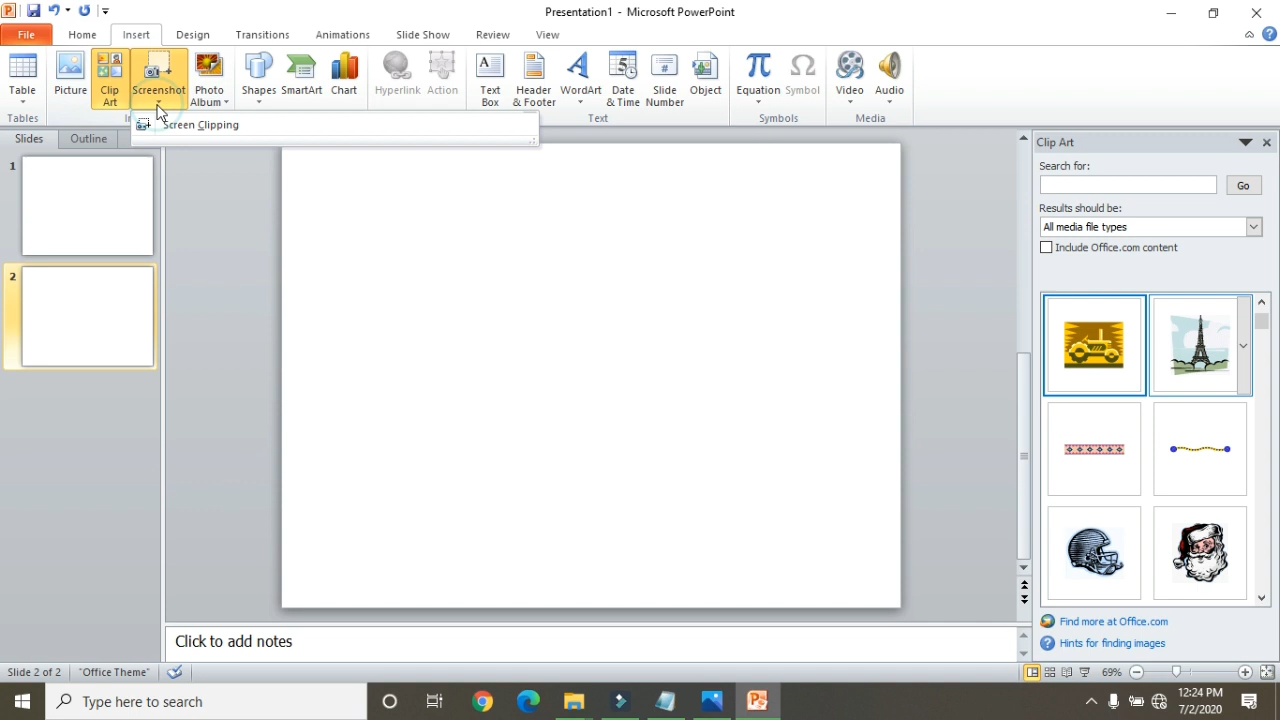 Presentation1 - Microsoft PowerPoint
File Home Insert Design Transitions Animations Slide Show Review View
Table Picture Clip Art Screenshot Photo Album Shapes SmartArt Chart Hyperlink Action Text Box Header & Footer WordArt Date & Time Slide Number Object Equation Symbol Video Audio
Tables Text Symbols Media
Screen Clipping
Slides Outline
1
2
Clip Art
Search for:
Go
Results should be:
All media file types
Include Office.com content
Find more at Office.com
Hints for finding images
Click to add notes
Slide 2 of 2 "Office Theme" 69%
Type here to search
12:24 PM
7/2/2020